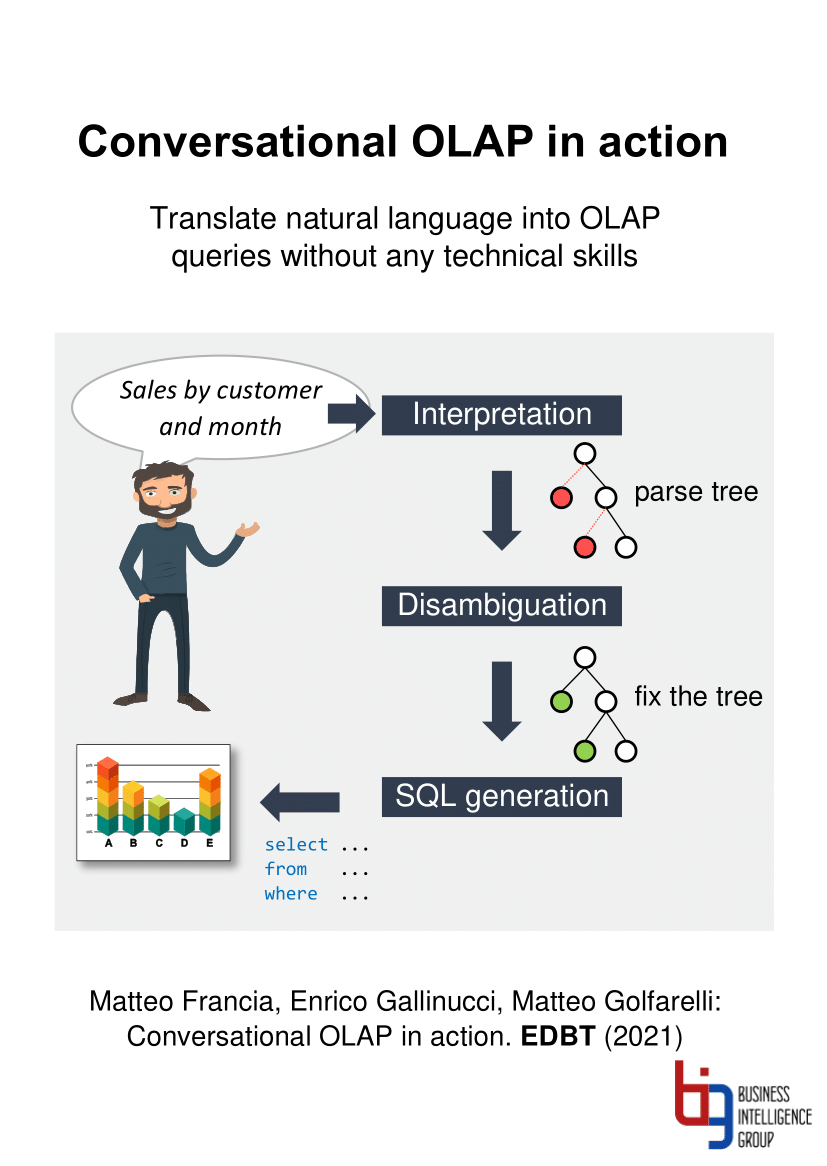 Conversational OLAP in action
Translate natural language into OLAP
queries without any technical skills
Sales by customer
and month
Interpretation
parse tree
Disambiguation
fix the tree
SQL generation
A B C D E
select ...
from ...
where ...
Matteo Francia, Enrico Gallinucci, Matteo Golfarelli:
Conversational OLAP in action. EDBT (2021)
big
BUSINESS
INTELLIGENCE
GROUP